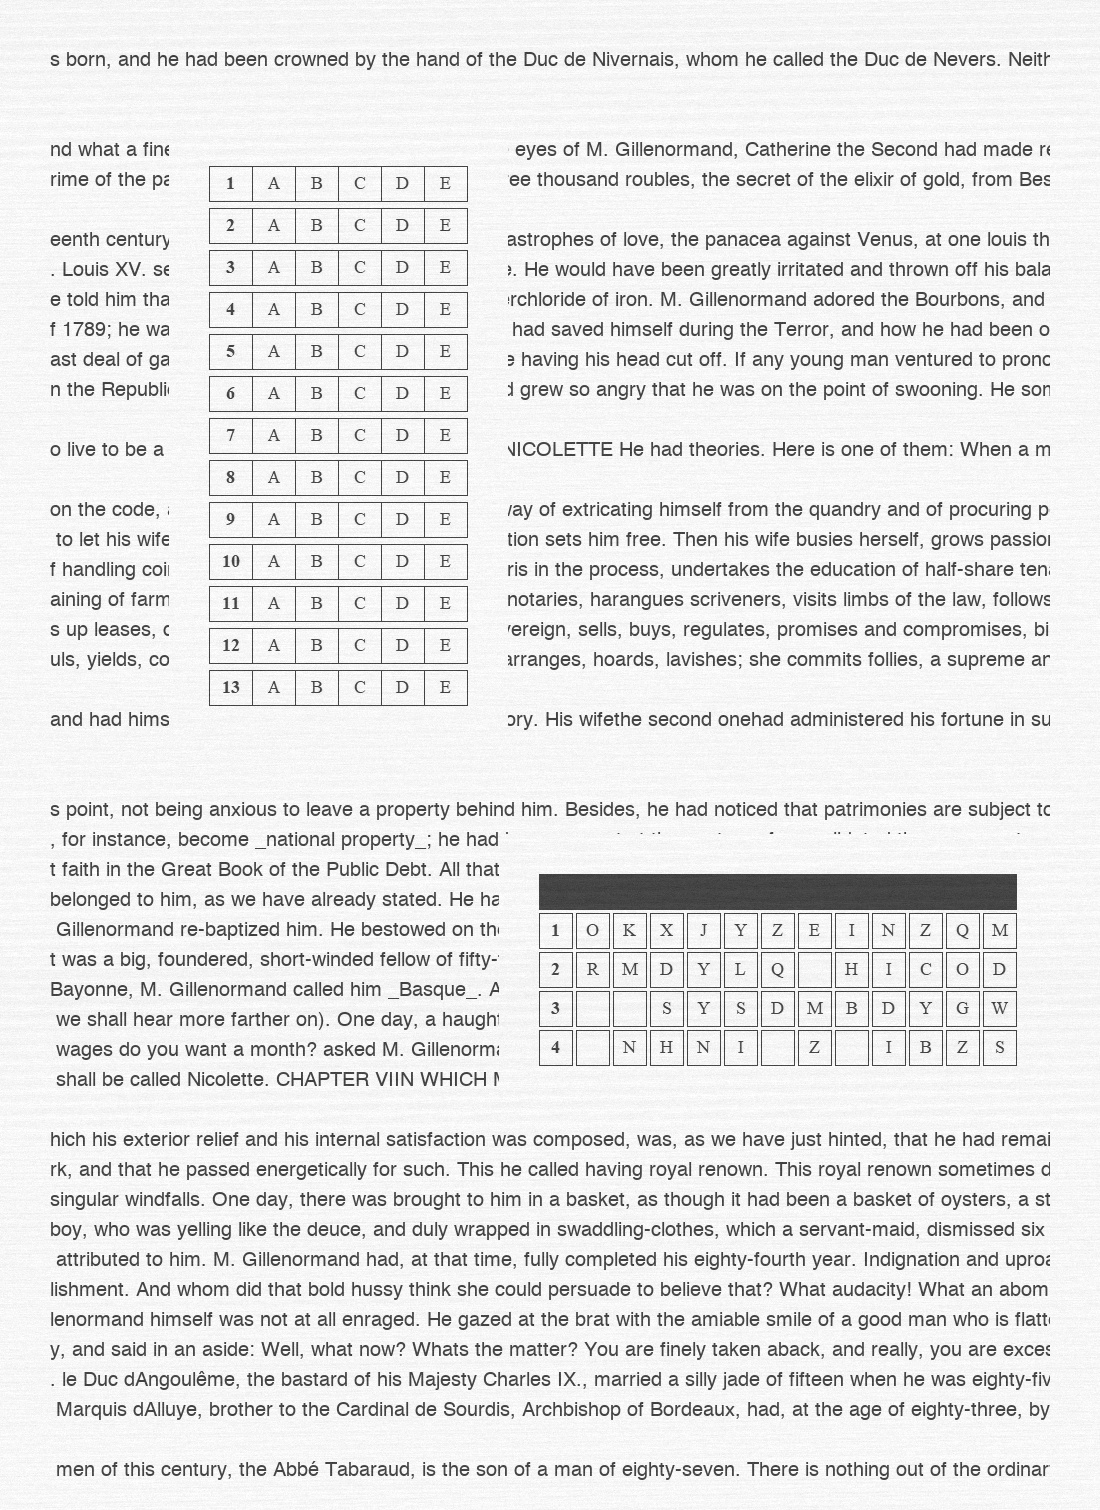 s born, and he had been crowned by the hand of the Duc de Nivernais, whom he called the Duc de Nevers. Neith
nd what a fine
rime of the pa
eenth century
. Louis XV. se
e told him tha
f 1789; he wa
ast deal of ga
n the Republi
o live to be a
on the code,
to let his wife
f handling coi
aining of farm
s up leases,
uls, yields, co
and had hims
1 A B C D E
2 A B C D E
3 A B C D E
4 A B C D E
5 A B C D E
6 A B C D E
7 A B C D E
8 A B C D E
9 A B C D E
10 A B C D E
11 A B C D E
12 A B C D E
13 A B C D E
eyes of M. Gillenormand, Catherine the Second had made re
ree thousand roubles, the secret of the elixir of gold, from Bes
astrophes of love, the panacea against Venus, at one louis th
. He would have been greatly irritated and thrown off his bala
rchloride of iron. M. Gillenormand adored the Bourbons, and
had saved himself during the Terror, and how he had been o
e having his head cut off. If any young man ventured to prono
d grew so angry that he was on the point of swooning. He som
NICOLETTE He had theories. Here is one of them: When a m
way of extricating himself from the quandry and of procuring p
tion sets him free. Then his wife busies herself, grows passion
ris in the process, undertakes the education of half-share tena
notaries, harangues scriveners, visits limbs of the law, follows
vereign, sells, buys, regulates, promises and compromises, bi
arranges, hoards, lavishes; she commits follies, a supreme an
ory. His wifethe second onehad administered his fortune in su
s point, not being anxious to leave a property behind him. Besides, he had noticed that patrimonies are subject to
, for instance, become _national property_; he had
t faith in the Great Book of the Public Debt. All that
belonged to him, as we have already stated. He ha
Gillenormand re-baptized him. He bestowed on the
t was a big, foundered, short-winded fellow of fifty-
Bayonne, M. Gillenormand called him _Basque_. A
we shall hear more farther on). One day, a haught
wages do you want a month? asked M. Gillenorma
shall be called Nicolette. CHAPTER VIIN WHICH M
1 O K X J Y Z E I N Z Q M
2 R M D Y L Q H I C O D
3 S Y S D M B D Y G W
4 N H N I Z I B Z S
hich his exterior relief and his internal satisfaction was composed, was, as we have just hinted, that he had remai
rk, and that he passed energetically for such. This he called having royal renown. This royal renown sometimes d
singular windfalls. One day, there was brought to him in a basket, as though it had been a basket of oysters, a st
boy, who was yelling like the deuce, and duly wrapped in swaddling-clothes, which a servant-maid, dismissed six
attributed to him. M. Gillenormand had, at that time, fully completed his eighty-fourth year. Indignation and uproa
lishment. And whom did that bold hussy think she could persuade to believe that? What audacity! What an abom
lenormand himself was not at all enraged. He gazed at the brat with the amiable smile of a good man who is flatte
y, and said in an aside: Well, what now? Whats the matter? You are finely taken aback, and really, you are exces
. le Duc dAngoulême, the bastard of his Majesty Charles IX., married a silly jade of fifteen when he was eighty-fiv
Marquis dAlluye, brother to the Cardinal de Sourdis, Archbishop of Bordeaux, had, at the age of eighty-three, by
men of this century, the Abbé Tabaraud, is the son of a man of eighty-seven. There is nothing out of the ordinar